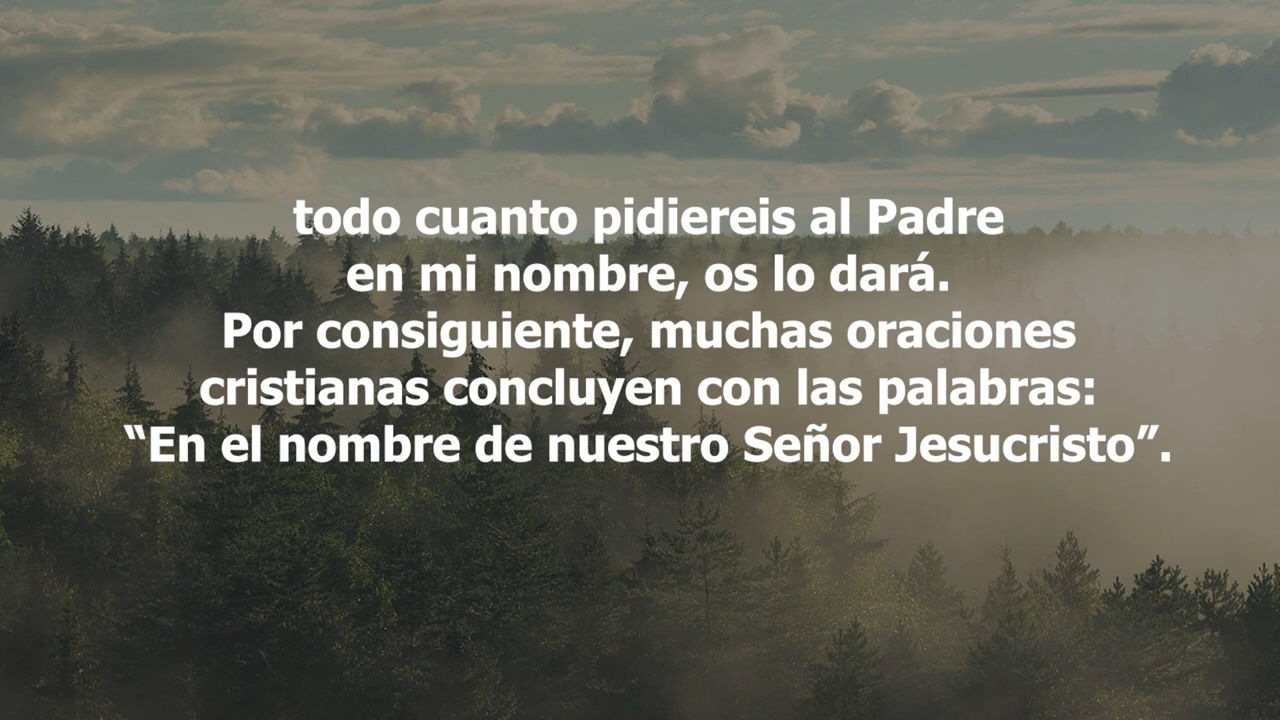 todo cuanto pidiereis al Padre
en mi nombre, os lo dará.
Por consiguiente, muchas oraciones
cristianas concluyen con las palabras:
“En el nombre de nuestro Señor Jesucristo”.